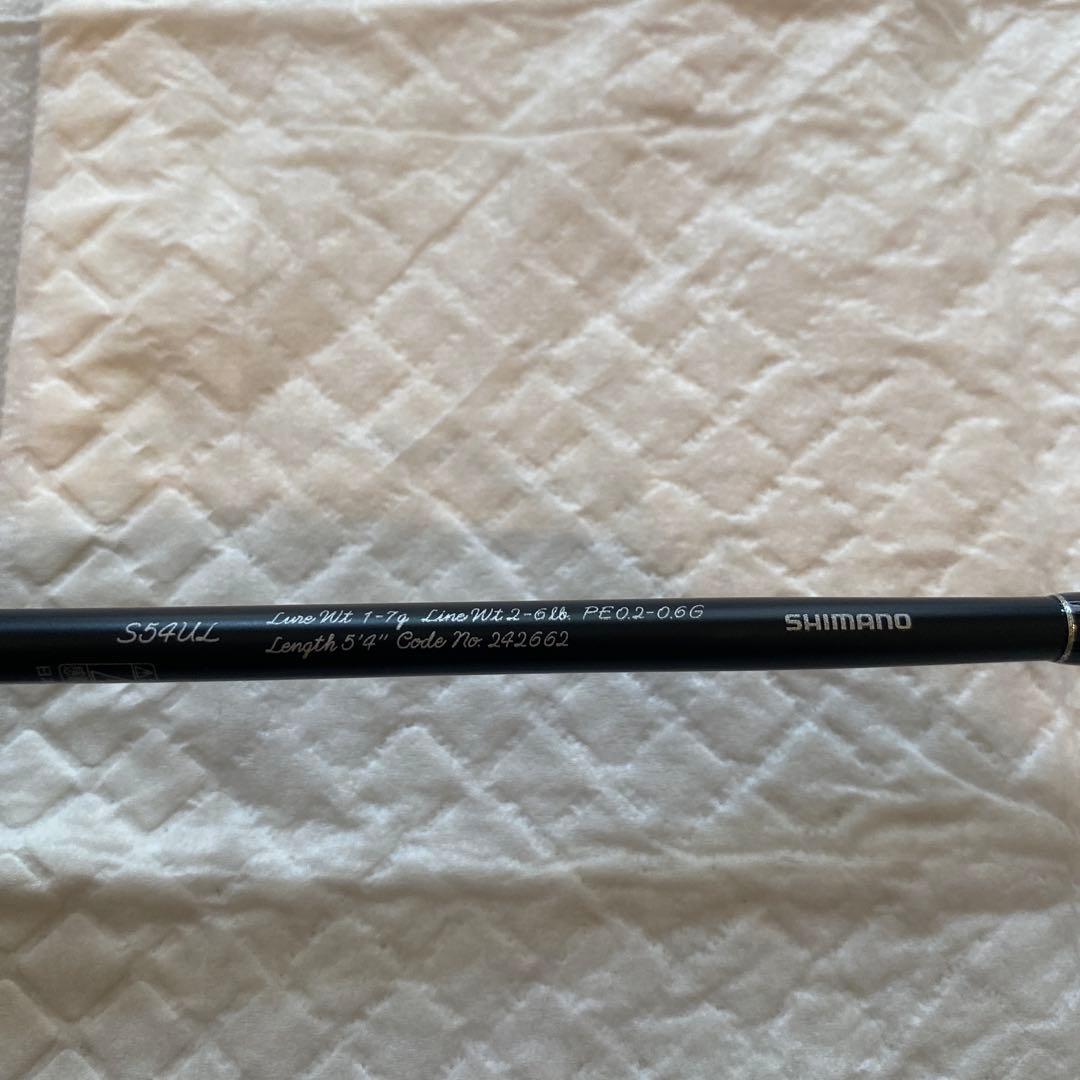 S54UL
Lure Wt 1-7g Line Wt. 2-6lb. PE0.2-0.6G
Length 5'4" Code No. 242662
SHIMANO